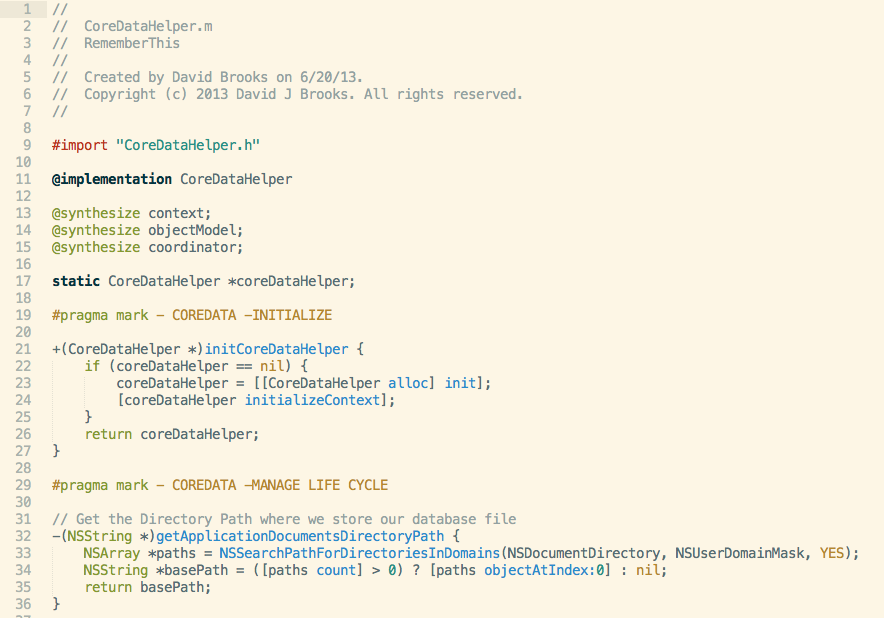 1 //
2 //  CoreDataHelper.m
3 //  RememberThis
4 //
5 //  Created by David Brooks on 6/20/13.
6 //  Copyright (c) 2013 David J Brooks. All rights reserved.
7 //
8
9 #import "CoreDataHelper.h"
10
11 @implementation CoreDataHelper
12
13 @synthesize context;
14 @synthesize objectModel;
15 @synthesize coordinator;
16
17 static CoreDataHelper *coreDataHelper;
18
19 #pragma mark - COREDATA -INITIALIZE
20
21 +(CoreDataHelper *)initCoreDataHelper {
22     if (coreDataHelper == nil) {
23         coreDataHelper = [[CoreDataHelper alloc] init];
24         [coreDataHelper initializeContext];
25     }
26     return coreDataHelper;
27 }
28
29 #pragma mark - COREDATA -MANAGE LIFE CYCLE
30
31 // Get the Directory Path where we store our database file
32 -(NSString *)getApplicationDocumentsDirectoryPath {
33     NSArray *paths = NSSearchPathForDirectoriesInDomains(NSDocumentDirectory, NSUserDomainMask, YES);
34     NSString *basePath = ([paths count] > 0) ? [paths objectAtIndex:0] : nil;
35     return basePath;
36 }